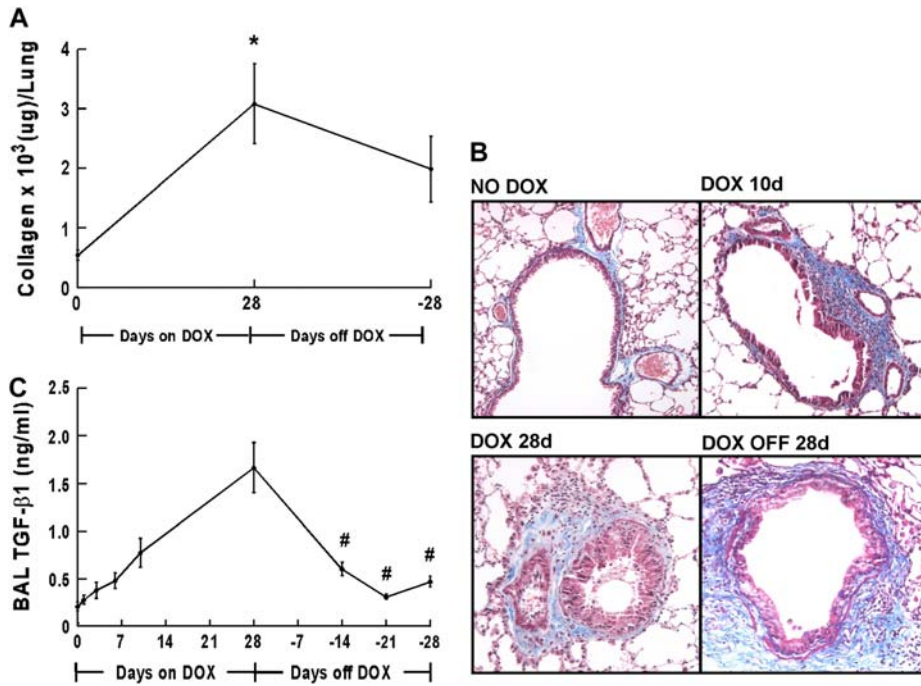 A
*
4
3
2
1
0
Collagen x 10³(ug)/Lung
0 28 -28
Days on DOX Days off DOX
B
NO DOX DOX 10d
DOX 28d DOX OFF 28d
C
2.5
2.0
1.5
1.0
0.5
0
BAL TGF-β1 (ng/ml)
# # #
0 7 14 21 28 -7 -14 -21 -28
Days on DOX Days off DOX